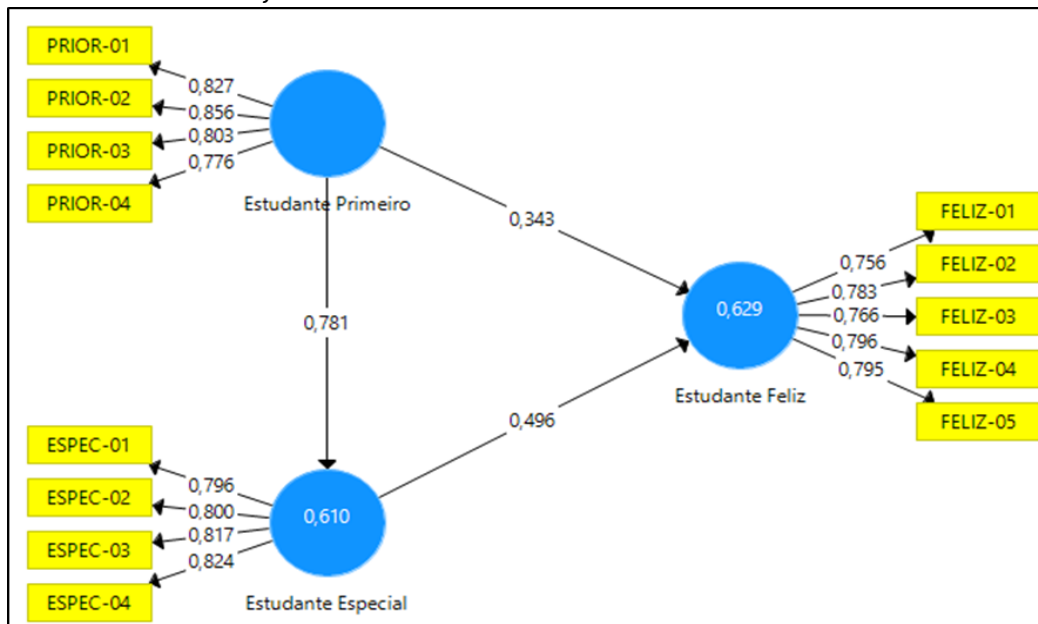 PRIOR-01
PRIOR-02
PRIOR-03
PRIOR-04
0,827
0,856
0,803
0,776
Estudante Primeiro
0,343
0,781
0,496
0,629
Estudante Feliz
0,756
0,783
0,766
0,796
0,795
FELIZ-01
FELIZ-02
FELIZ-03
FELIZ-04
FELIZ-05
ESPEC-01
ESPEC-02
ESPEC-03
ESPEC-04
0,796
0,800
0,817
0,824
0,610
Estudante Especial